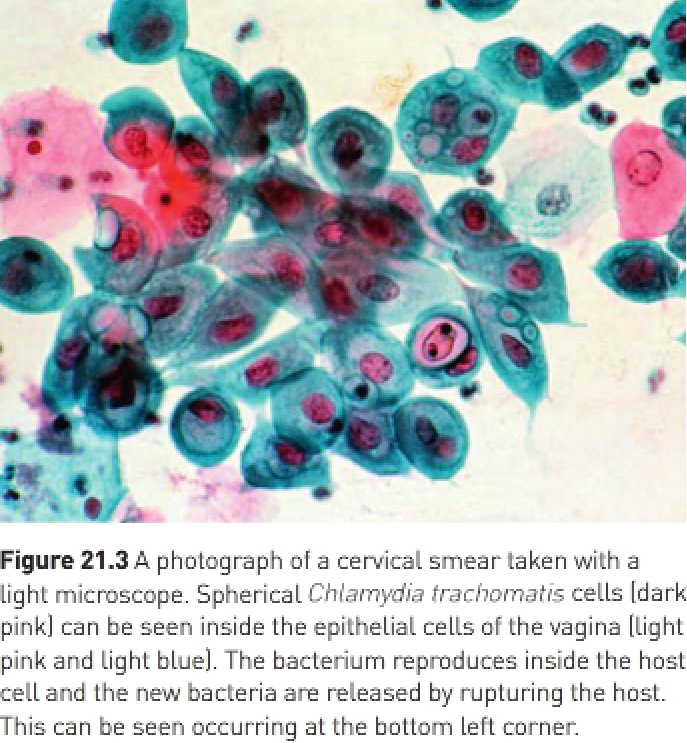 Figure 21.3 A photograph of a cervical smear taken with a
light microscope. Spherical Chlamydia trachomatis cells (dark
pink) can be seen inside the epithelial cells of the vagina (light
pink and light blue). The bacterium reproduces inside the host
cell and the new bacteria are released by rupturing the host.
This can be seen occurring at the bottom left corner.